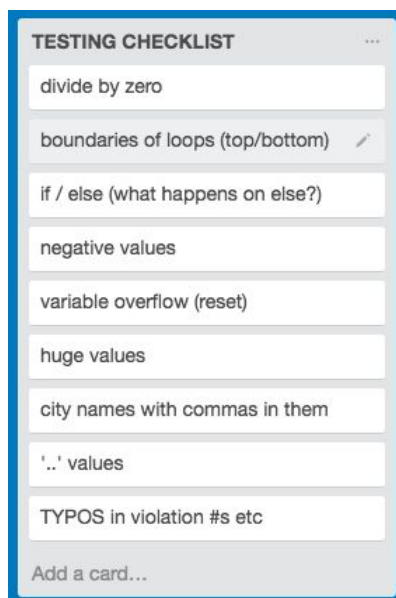 TESTING CHECKLIST ...
divide by zero
boundaries of loops (top/bottom)
if / else (what happens on else?)
negative values
variable overflow (reset)
huge values
city names with commas in them
'..' values
TYPOS in violation #s etc
Add a card...